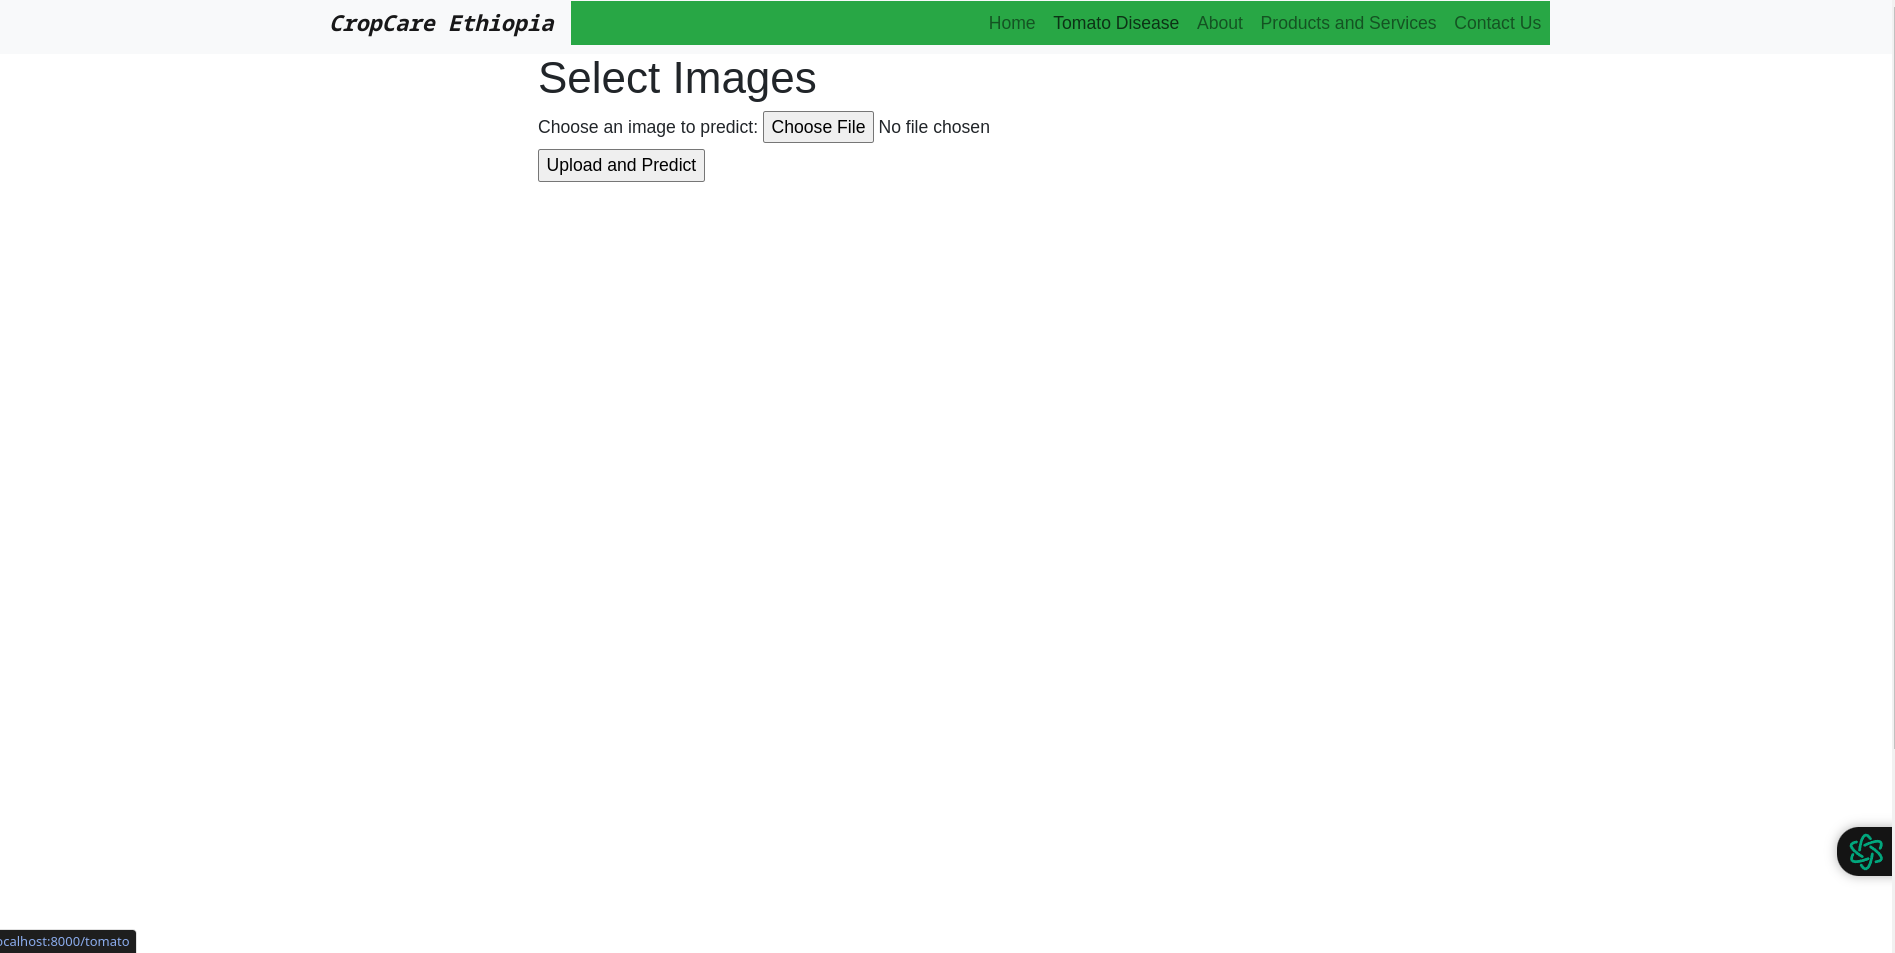 CropCare Ethiopia Home Tomato Disease About Products and Services Contact Us
Select Images
Choose an image to predict: Choose File No file chosen
Upload and Predict
ocalhost:8000/tomato